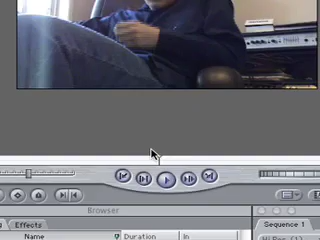 Browser
Effects
Sequence 1
Name
Duration
In